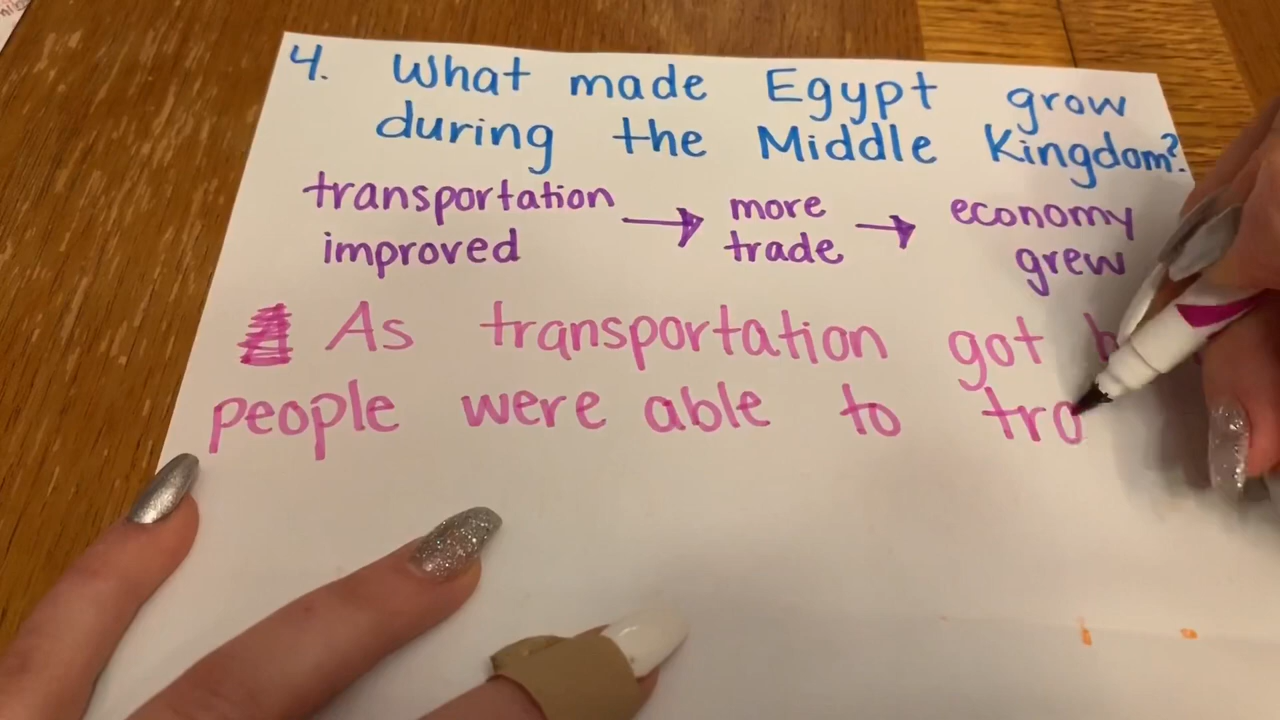 4. What made Egypt grow
during the Middle Kingdom?
transportation → more → economy
improved trade grew
As transportation got
people were able to tra